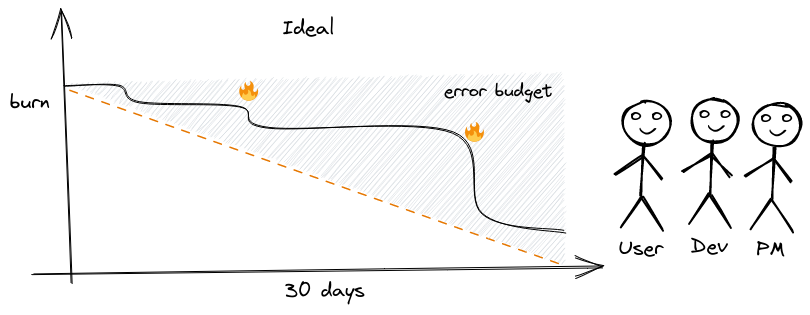 Ideal
burn
error budget
30 days
User
Dev
PM